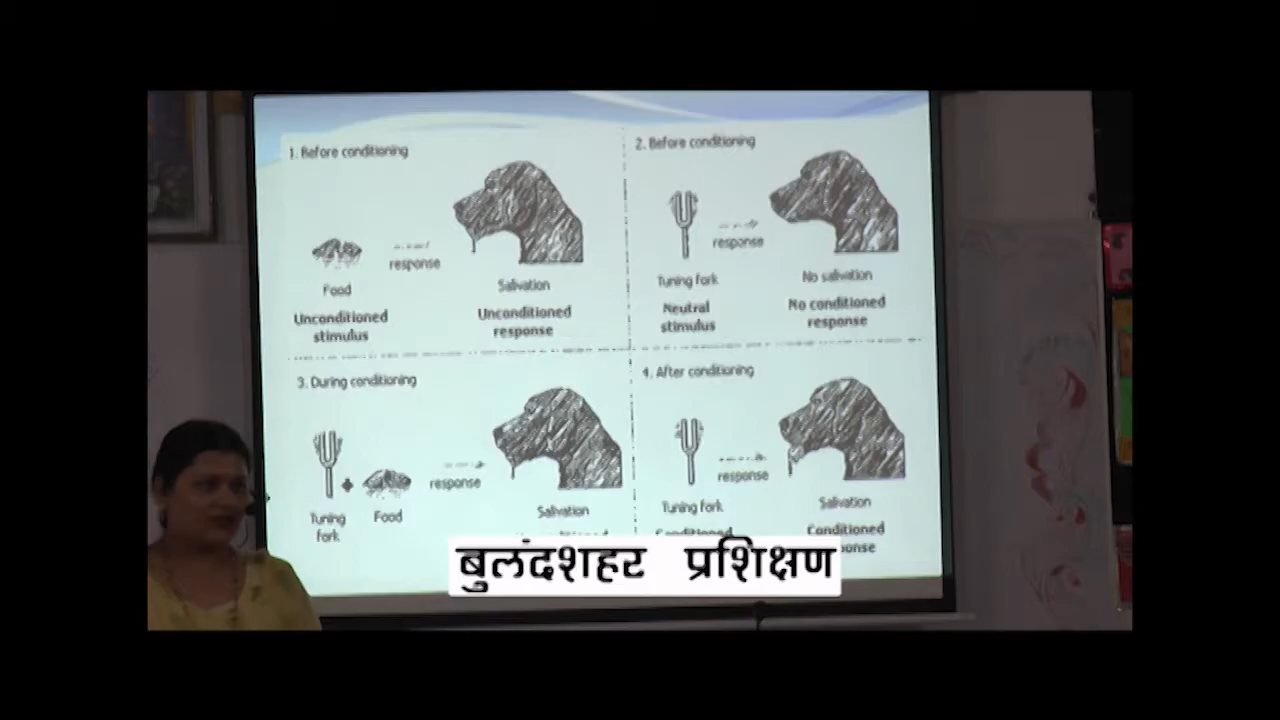 1. Before conditioning
response
Food
Salvation
Unconditioned
stimulus
Unconditioned
response
2. Before conditioning
response
Tuning fork
No salivation
Neutral
stimulus
No conditioned
response
3. During conditioning
response
Tuning
fork
Food
Salivation
4. After conditioning
response
Tuning fork
Salivation
Conditioned
Conditioned
बुलंदशहर प्रशिक्षण